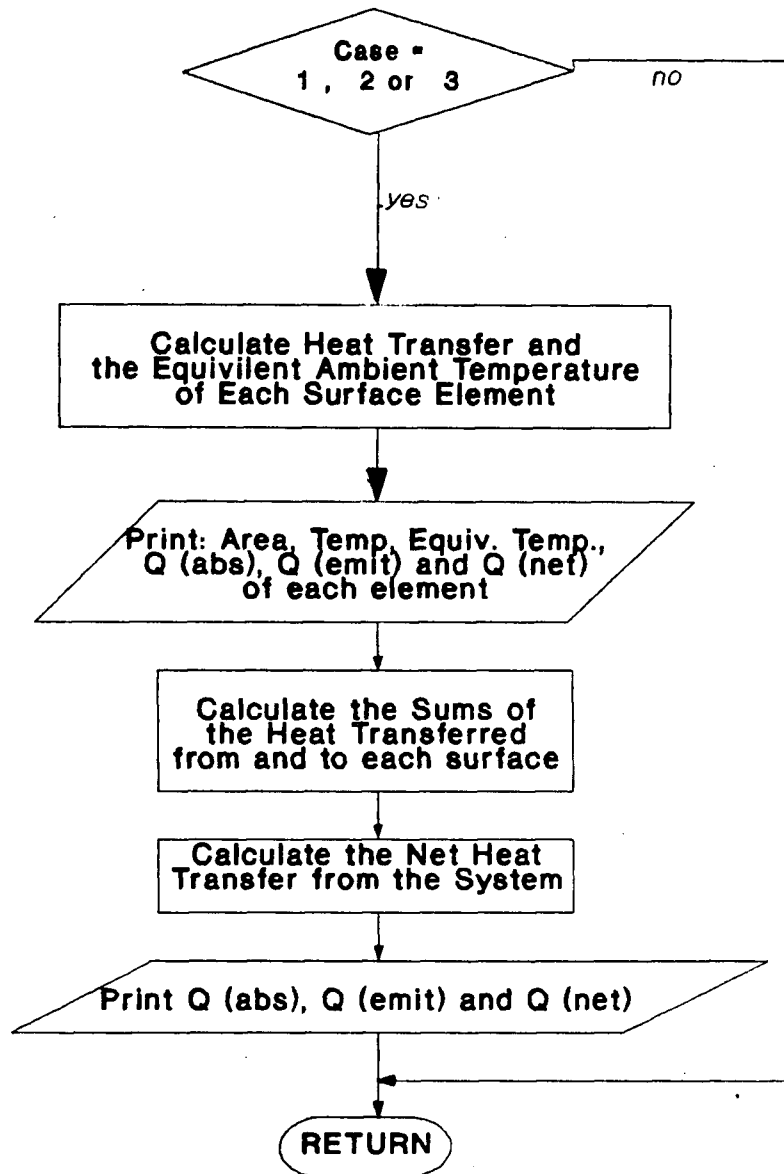 Case =
1 , 2 or 3
no
yes
Calculate Heat Transfer and
the Equivilent Ambient Temperature
of Each Surface Element
Print: Area, Temp, Equiv. Temp.,
Q (abs), Q (emit) and Q (net)
of each element
Calculate the Sums of
the Heat Transferred
from and to each surface
Calculate the Net Heat
Transfer from the System
Print Q (abs), Q (emit) and Q (net)
RETURN